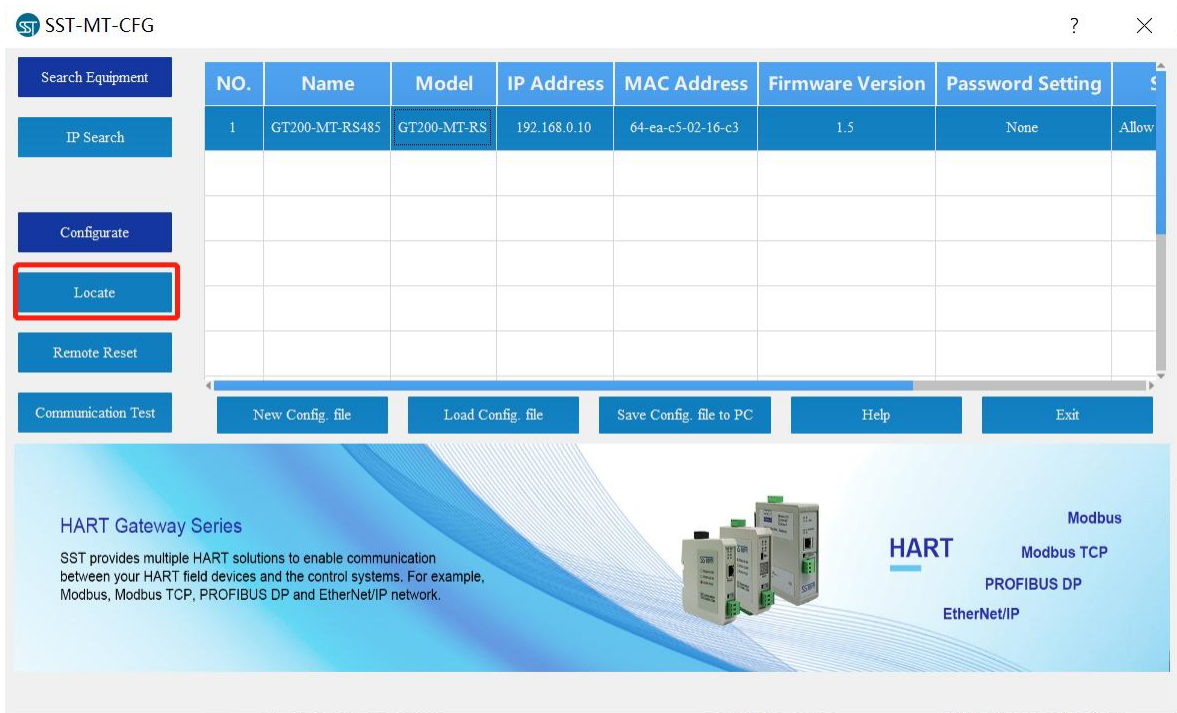 SST SST-MT-CFG ? ×
Search Equipment
IP Search
Configurate
Locate
Remote Reset
Communication Test
NO. Name Model IP Address MAC Address Firmware Version Password Setting
1 GT200-MT-RS485 GT200-MT-RS 192.168.0.10 64-ea-c5-02-16-c3 1.5 None Allow
New Config. file Load Config. file Save Config. file to PC Help Exit
HART Gateway Series
SST provides multiple HART solutions to enable communication
between your HART field devices and the control systems. For example,
Modbus, Modbus TCP, PROFIBUS DP and EtherNet/IP network.
HART
Modbus
Modbus TCP
PROFIBUS DP
EtherNet/IP